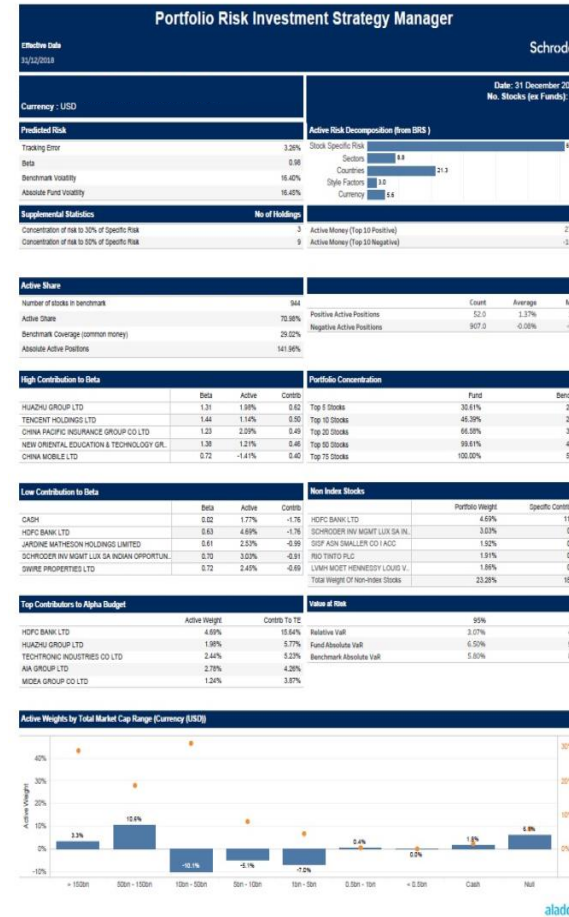 Portfolio Risk Investment Strategy Manager
Effective Date
31/12/2018
Schrod
Date: 31 December 20
No. Stocks (ex Funds):
Currency : USD
Predicted Risk
Tracking Error 3.26%
Beta 0.98
Benchmark Volatility 16.40%
Absolute Fund Volatility 16.45%
Active Risk Decomposition (from BRS )
Stock Specific Risk
Sectors 8.8
Countries 21.3
Style Factors 3.0
Currency 5.6
Supplemental Statistics No of Holdings
Concentration of risk to 30% of Specific Risk 3
Concentration of risk to 50% of Specific Risk 9
Active Money (Top 10 Positive)
Active Money (Top 10 Negative)
Active Share
Number of stocks in benchmark 944
Active Share 70.98%
Benchmark Coverage (common money) 29.02%
Absolute Active Positions 141.96%
Count Average
Positive Active Positions 52.0 1.37%
Negative Active Positions 907.0 -0.08%
High Contribution to Beta
Beta Active Contrib
HUAZHU GROUP LTD 1.31 1.98% 0.62
TENCENT HOLDINGS LTD 1.44 1.14% 0.50
CHINA PACIFIC INSURANCE GROUP CO LTD 1.23 2.09% 0.49
NEW ORIENTAL EDUCATION & TECHNOLOGY GR.. 1.38 1.21% 0.46
CHINA MOBILE LTD 0.72 -1.41% 0.40
Portfolio Concentration
Fund Benc
Top 5 Stocks 30.61%
Top 10 Stocks 46.39%
Top 20 Stocks 66.58%
Top 50 Stocks 99.61%
Top 75 Stocks 100.00%
Low Contribution to Beta
Beta Active Contrib
CASH 0.02 1.77% -1.76
HDFC BANK LTD 0.63 4.69% -1.76
JARDINE MATHESON HOLDINGS LIMITED 0.61 2.53% -0.99
SCHRODER INV MGMT LUX SA INDIAN OPPORTUN.. 0.70 3.03% -0.91
SWIRE PROPERTIES LTD 0.72 2.45% -0.69
Non Index Stocks
Portfolio Weight Specific Contri
HDFC BANK LTD 4.69%
SCHRODER INV MGMT LUX SA IN.. 3.03%
SISF ASN SMALLER CO I ACC 1.92%
RIO TINTO PLC 1.91%
LVMH MOET HENNESSY LOUIS V.. 1.86%
Total Weight Of Non-Index Stocks 23.28%
Top Contributors to Alpha Budget
Active Weight Contrib To TE
HDFC BANK LTD 4.69% 15.64%
HUAZHU GROUP LTD 1.98% 5.77%
TECHTRONIC INDUSTRIES CO LTD 2.44% 5.23%
AIA GROUP LTD 2.78% 4.26%
MIDEA GROUP CO LTD 1.24% 3.87%
Value at Risk
95%
Relative VaR 3.07%
Fund Absolute VaR 6.50%
Benchmark Absolute VaR 5.80%
Active Weights by Total Market Cap Range (Currency (USD))
Active Weight
40%
30%
20%
10%
0%
-10%
3.3%
10.6%
-10.1%
-5.1%
-7.0%
0.4%
0.0%
1.8%
30%
20%
10%
0%
> 150bn 50bn - 150bn 10bn - 50bn 5bn - 10bn 1bn - 5bn 0.5bn - 1bn < 0.5bn Cash Null
aladd